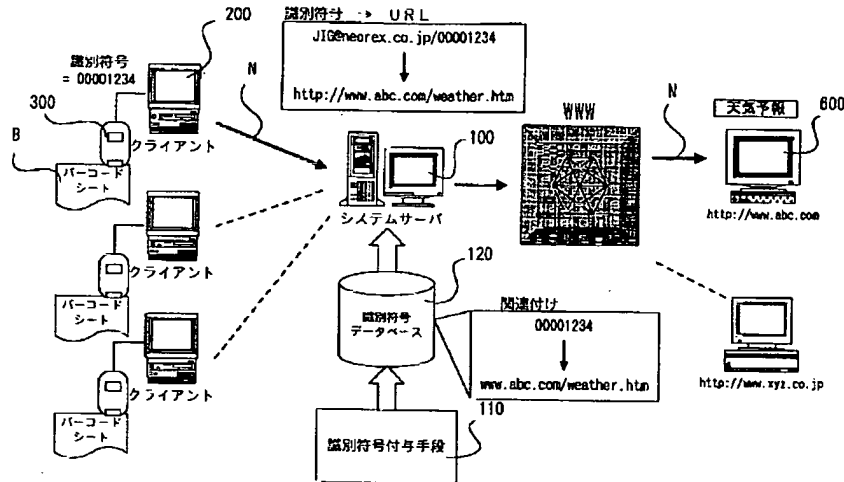 識別符号 → URL
JIG@neorex.co.jp/00001234
http://www.abc.com/weather.htm
200
識別符号
= 00001234
300
B
N
クライアント
バーコード
シート
100
システムサーバ
WWW
N
天気予報
600
http://www.abc.com
クライアント
バーコード
シート
120
識別符号
データベース
関連付け
00001234
www.abc.com/weather.htm
http://www.xyz.co.jp
クライアント
バーコード
シート
110
識別符号付与手段